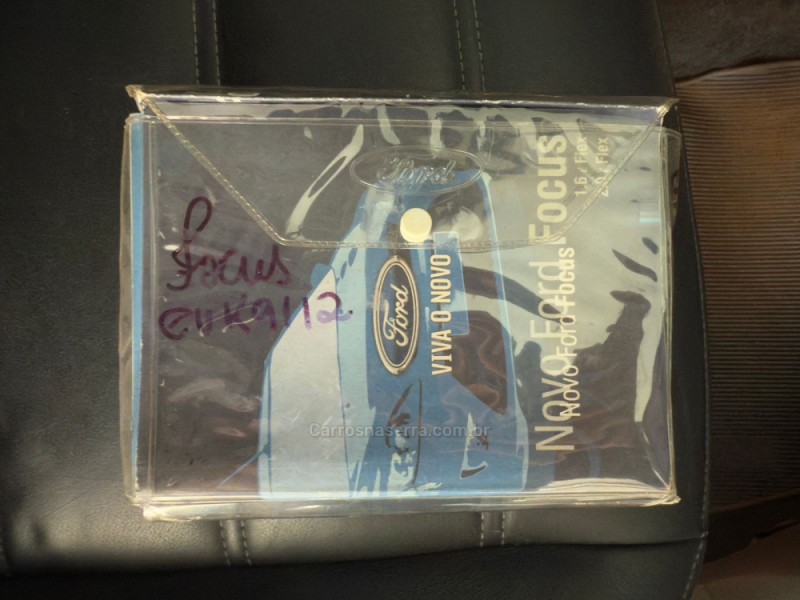 Ford
Focus
EUK9112
Ford
VIVA O NOVO
Novo Ford Focus
Novo Ford Focus
1.6 ℓ Flex
2.0 ℓ Flex
Carrosnaserra.com.br